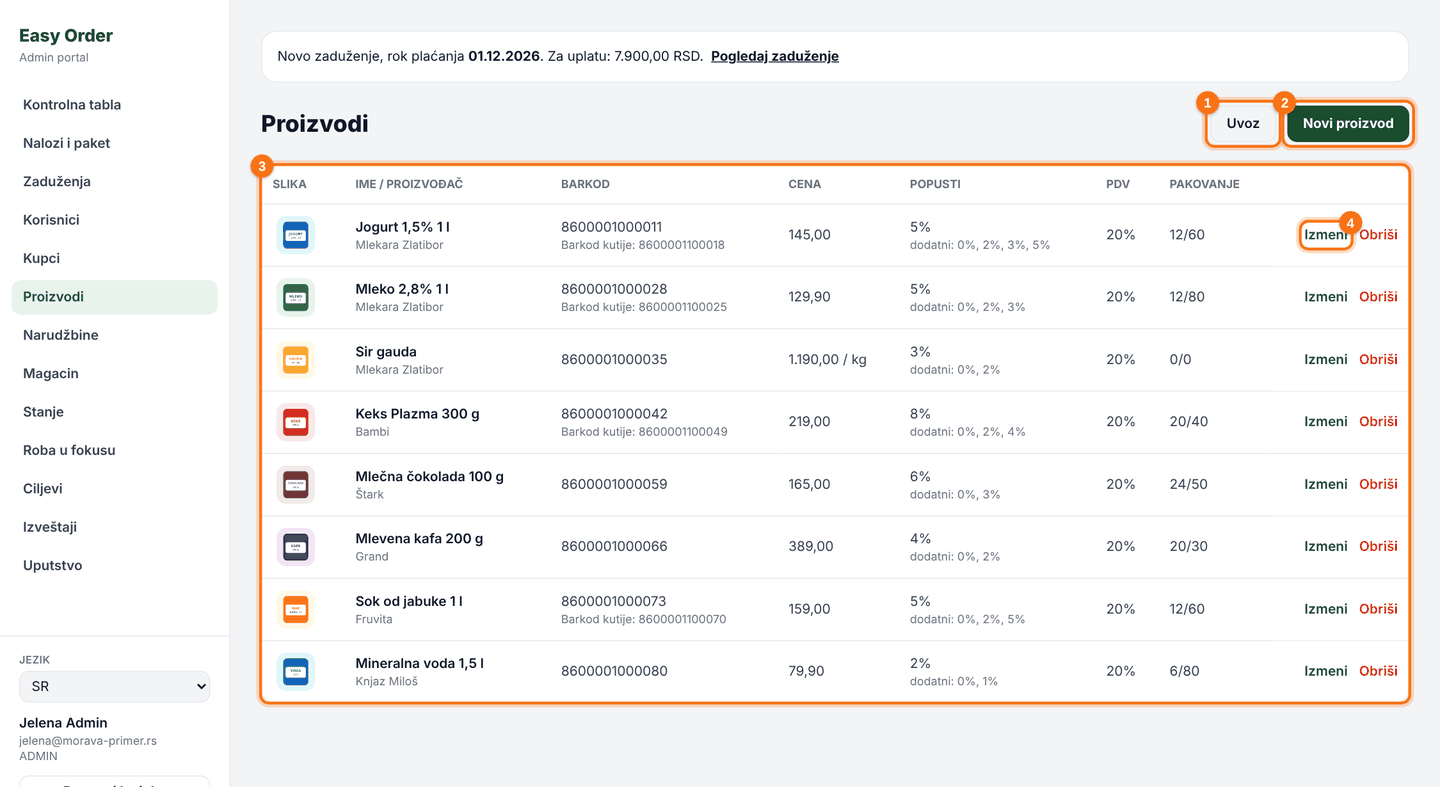 Easy Order
Admin portal
Kontrolna tabla
Nalozi i paket
Zaduženja
Korisnici
Kupci
Proizvodi
Narudžbine
Magacin
Stanje
Roba u fokusu
Ciljevi
Izveštaji
Uputstvo
JEZIK
SR
Jelena Admin
jelena@morava-primer.rs
ADMIN
Novo zaduženje, rok plaćanja 01.12.2026. Za uplatu: 7.900,00 RSD. Pogledaj zaduženje
Proizvodi
1 Uvoz
2 Novi proizvod
3
SLIKA IME / PROIZVOĐAČ BARKOD CENA POPUSTI PDV PAKOVANJE
Jogurt 1,5% 1 l 8600001000011 145,00 5% 20% 12/60 Izmeni 4 Obriši
Mlekara Zlatibor Barkod kutije: 8600001100018 dodatni: 0%, 2%, 3%, 5%
Mleko 2,8% 1 l 8600001000028 129,90 5% 20% 12/80 Izmeni Obriši
Mlekara Zlatibor Barkod kutije: 8600001100025 dodatni: 0%, 2%, 3%
Sir gauda 8600001000035 1.190,00 / kg 3% 20% 0/0 Izmeni Obriši
Mlekara Zlatibor dodatni: 0%, 2%
Keks Plazma 300 g 8600001000042 219,00 8% 20% 20/40 Izmeni Obriši
Bambi Barkod kutije: 8600001100049 dodatni: 0%, 2%, 4%
Mlečna čokolada 100 g 8600001000059 165,00 6% 20% 24/50 Izmeni Obriši
Štark dodatni: 0%, 3%
Mlevena kafa 200 g 8600001000066 389,00 4% 20% 20/30 Izmeni Obriši
Grand dodatni: 0%, 2%
Sok od jabuke 1 l 8600001000073 159,00 5% 20% 12/60 Izmeni Obriši
Fruvita Barkod kutije: 8600001100070 dodatni: 0%, 2%, 5%
Mineralna voda 1,5 l 8600001000080 79,90 2% 20% 6/80 Izmeni Obriši
Knjaz Miloš dodatni: 0%, 1%